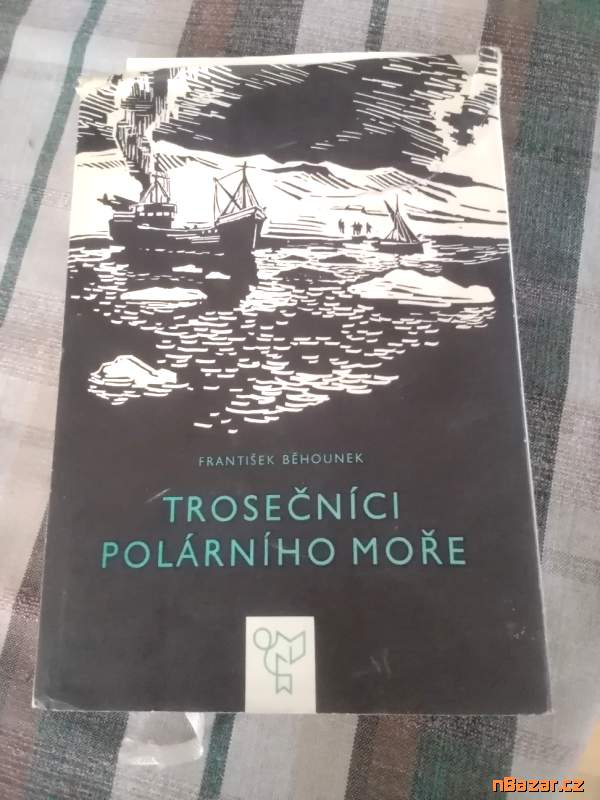 FRANTIŠEK BĚHOUNEK
TROSEČNÍCI
POLÁRNÍHO MOŘE
nBazar.cz